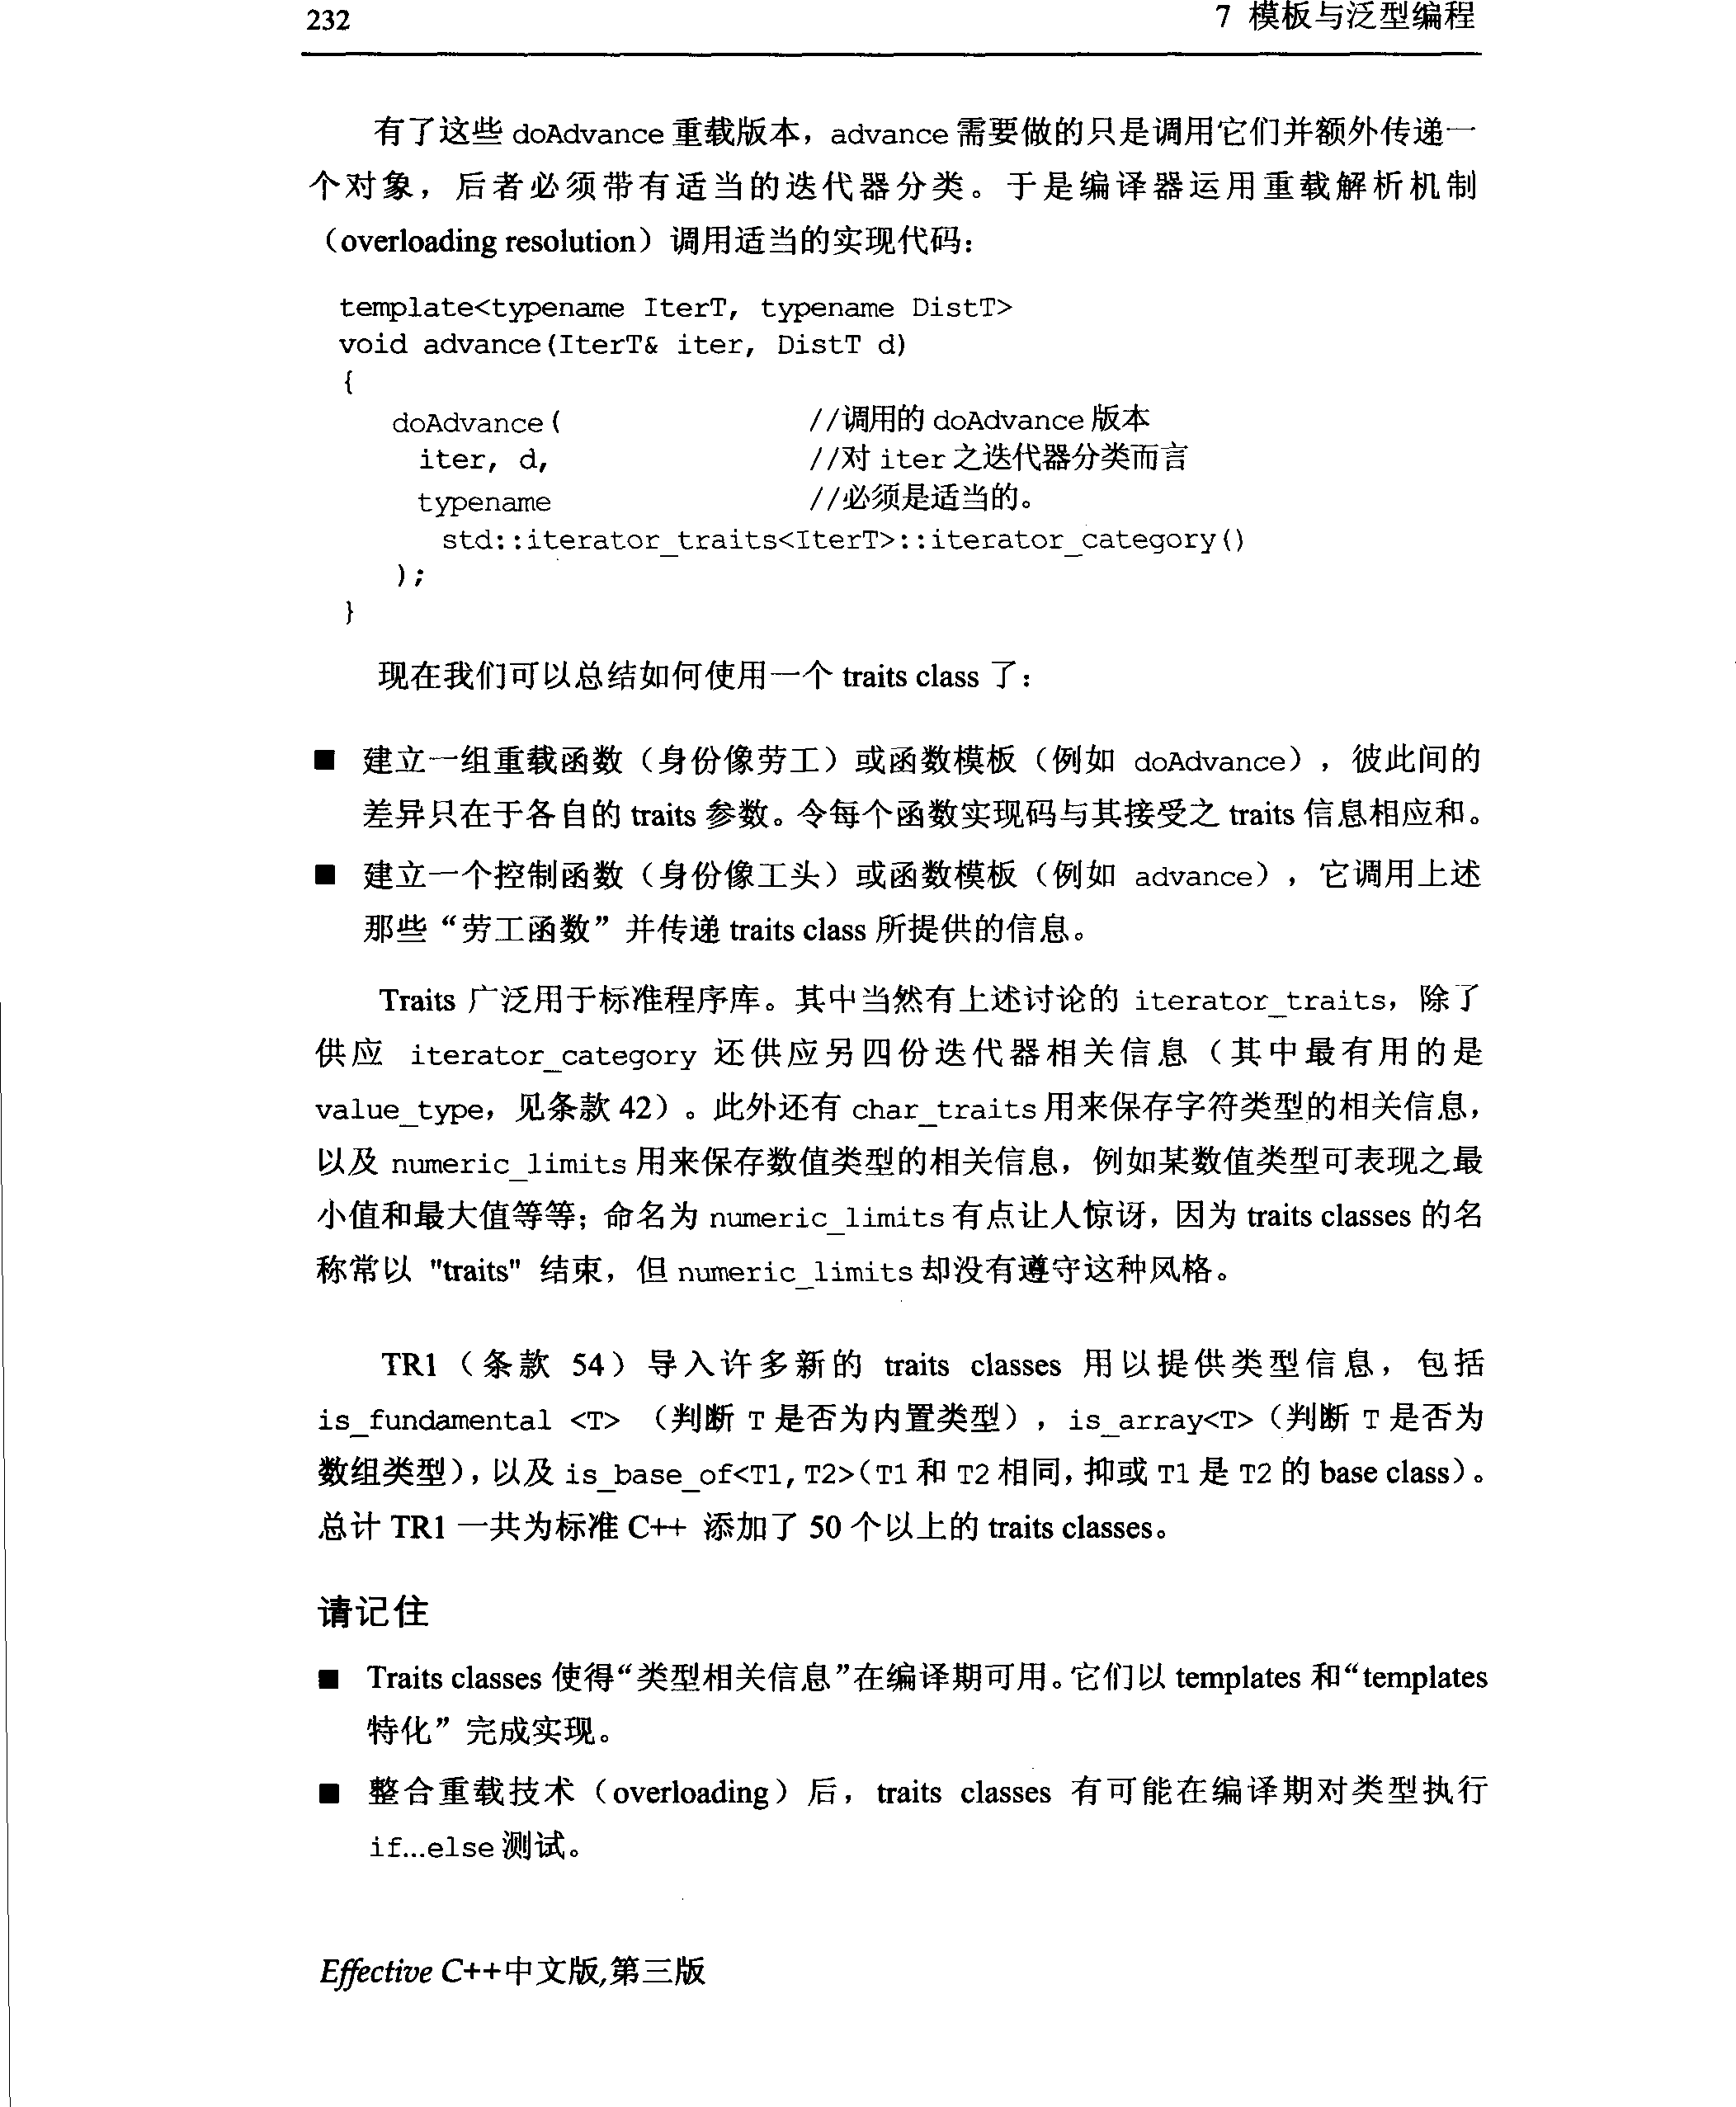 232
7 模板与泛型编程
有了这些 doAdvance 重载版本，advance 需要做的只是调用它们并额外传递一
个对象，后者必须带有适当的迭代器分类。于是编译器运用重载解析机制
（overloading resolution）调用适当的实现代码：
template<typename IterT, typename DistT>
void advance(IterT& iter, DistT d)
{
doAdvance( //调用的 doAdvance 版本
iter, d, //对 iter 之迭代器分类而言
typename //必须是适当的。
std::iterator_traits<IterT>::iterator_category()
);
}
现在我们可以总结如何使用一个 traits class 了：
■ 建立一组重载函数（身份像劳工）或函数模板（例如 doAdvance），彼此间的
差异只在于各自的 traits 参数。令每个函数实现码与其接受之 traits 信息相应和。
■ 建立一个控制函数（身份像工头）或函数模板（例如 advance），它调用上述
那些“劳工函数”并传递 traits class 所提供的信息。
Traits 广泛用于标准程序库。其中当然有上述讨论的 iterator_traits，除了
供应 iterator_category 还供应另四份迭代器相关信息（其中最有用的是
value_type，见条款 42）。此外还有 char_traits 用来保存字符类型的相关信息，
以及 numeric_limits 用来保存数值类型的相关信息，例如某数值类型可表现之最
小值和最大值等等；命名为 numeric_limits 有点让人惊讶，因为 traits classes 的名
称常以 "traits" 结束，但 numeric_limits 却没有遵守这种风格。
TR1（条款 54）导入许多新的 traits classes 用以提供类型信息，包括
is_fundamental <T> （判断 T 是否为内置类型），is_array<T>（判断 T 是否为
数组类型），以及 is_base_of<T1, T2>（T1 和 T2 相同，抑或 T1 是 T2 的 base class）。
总计 TR1 一共为标准 C++ 添加了 50 个以上的 traits classes。
请记住
■ Traits classes 使得“类型相关信息”在编译期可用。它们以 templates 和“templates
特化”完成实现。
■ 整合重载技术（overloading）后，traits classes 有可能在编译期对类型执行
if...else 测试。
Effective C++中文版,第三版